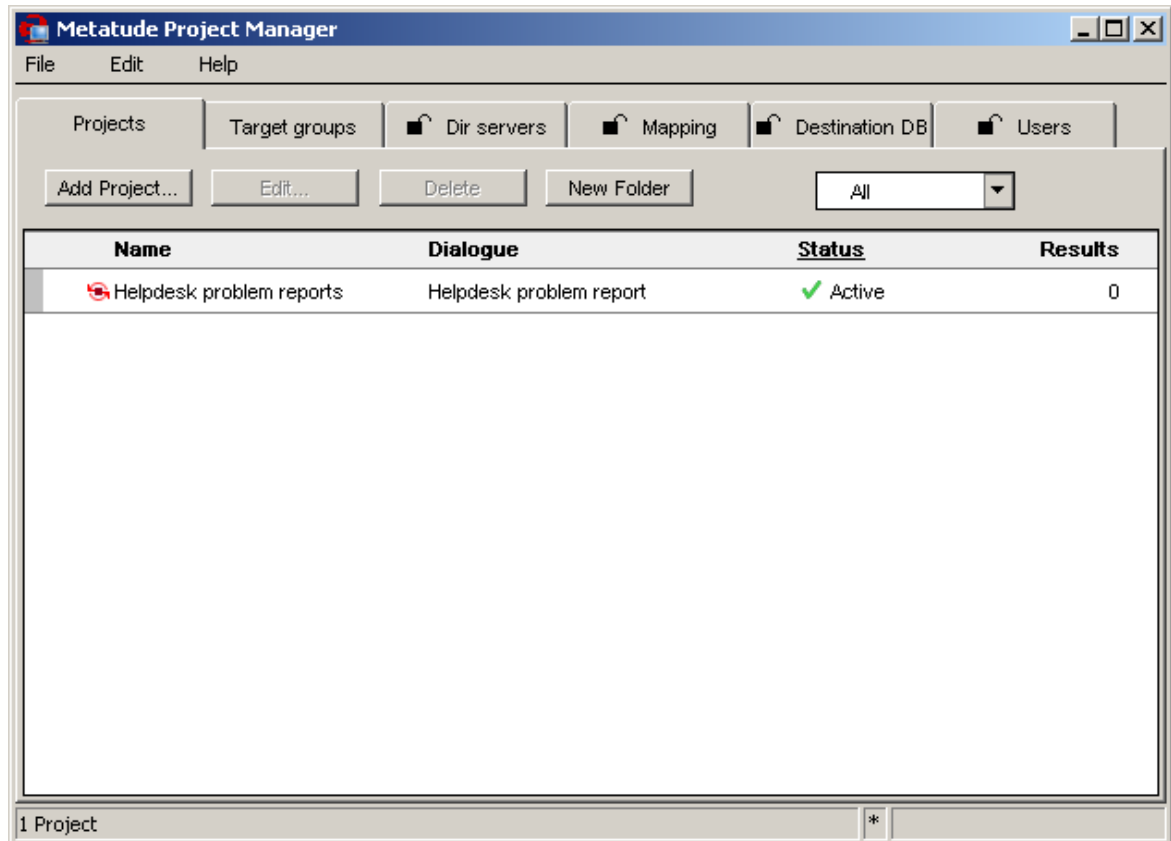 Metatude Project Manager
File Edit Help
Projects Target groups Dir servers Mapping Destination DB Users
Add Project... Edit... Delete New Folder All
Name Dialogue Status Results
Helpdesk problem reports Helpdesk problem report Active 0
1 Project *